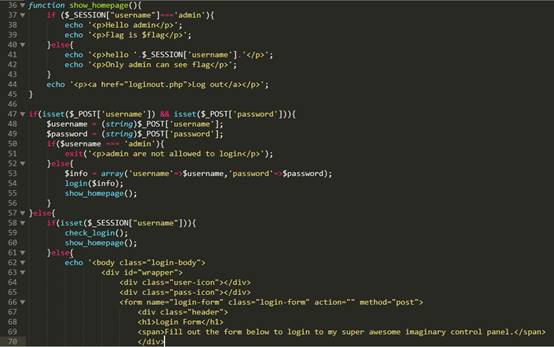 36 function show_homepage(){
37 if ($_SESSION["username"]==='admin'){
38 echo '<p>Hello admin</p>';
39 echo '<p>Flag is $flag</p>';
40 }else{
41 echo '<p>hello '.$_SESSION['username'].'</p>';
42 echo '<p>Only admin can see flag</p>';
43 }
44 echo '<p><a href="loginout.php">Log out</a></p>';
45 }
46
47 if(isset($_POST['username']) && isset($_POST['password'])){
48 $username = (string)$_POST['username'];
49 $password = (string)$_POST['password'];
50 if($username === 'admin'){
51 exit('<p>admin are not allowed to login</p>');
52 }else{
53 $info = array('username'=>$username,'password'=>$password);
54 login($info);
55 show_homepage();
56 }
57 }else{
58 if(isset($_SESSION["username"])){
59 check_login();
60 show_homepage();
61 }else{
62 echo '<body class="login-body">
63 <div id="wrapper">
64 <div class="user-icon"></div>
65 <div class="pass-icon"></div>
66 <form name="login-form" class="login-form" action="" method="post">
67 <div class="header">
68 <h1>Login Form</h1>
69 <span>Fill out the form below to login to my super awesome imaginary control panel.</span>
70 </div>